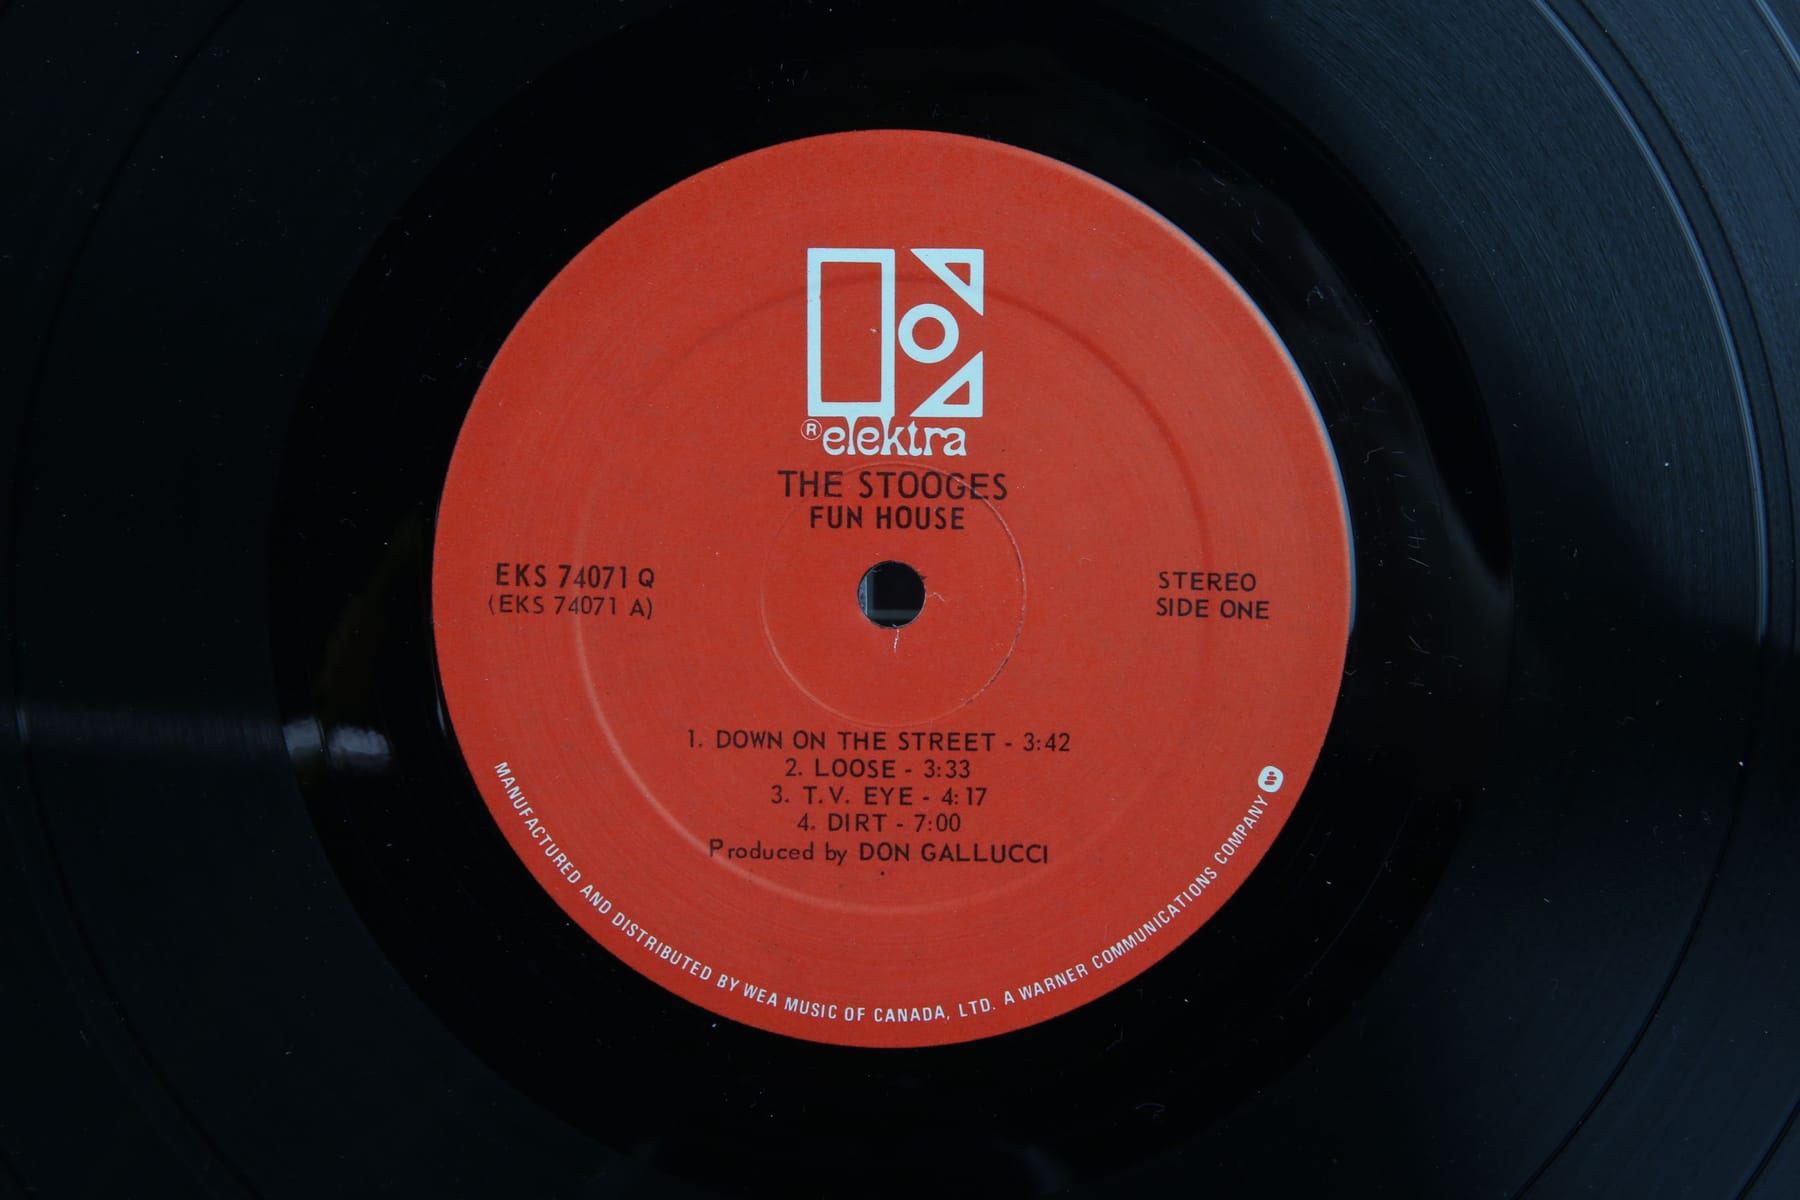 ® elektra
THE STOOGES
FUN HOUSE
EKS 74071 Q
(EKS 74071 A)
STEREO
SIDE ONE
1. DOWN ON THE STREET - 3:42
2. LOOSE - 3:33
3. T.V. EYE - 4:17
4. DIRT - 7:00
Produced by DON GALLUCCI
MANUFACTURED AND DISTRIBUTED BY WEA MUSIC OF CANADA, LTD. A WARNER COMMUNICATIONS COMPANY